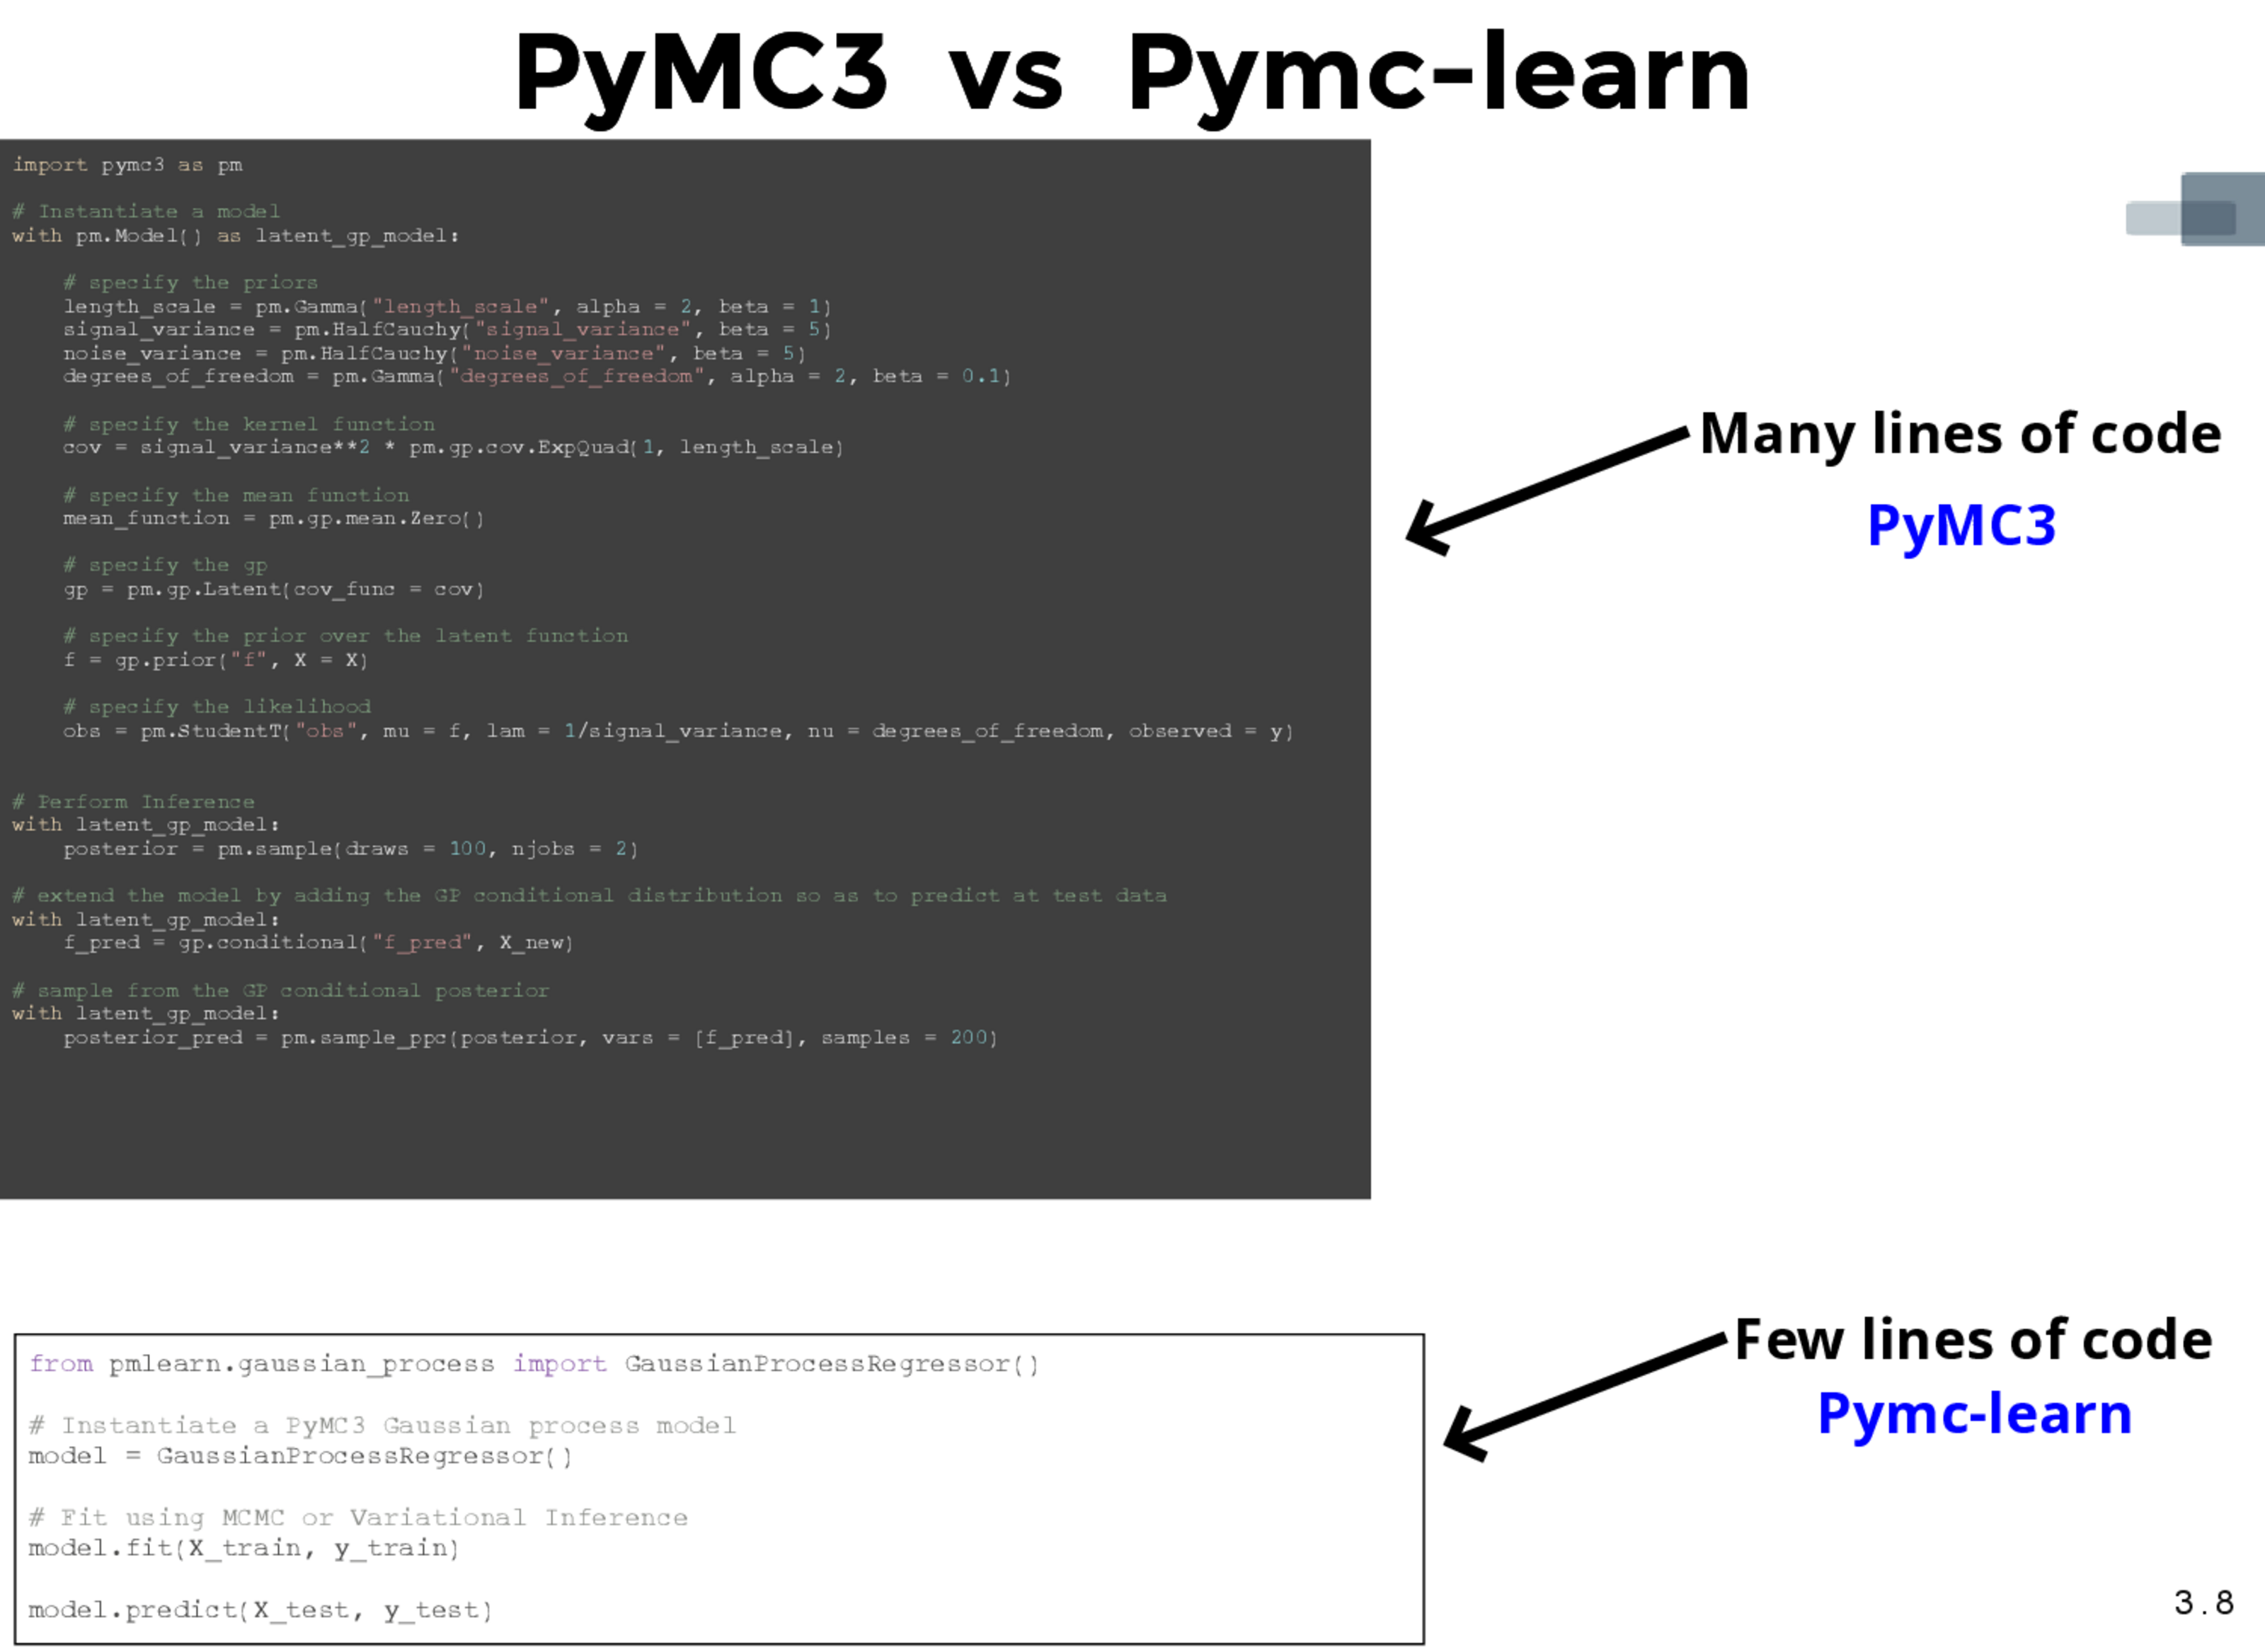 PyMC3 vs Pymc-learn
import pymc3 as pm
# Instantiate a model
with pm.Model() as latent_gp_model:
# specify the priors
length_scale = pm.Gamma("length_scale", alpha = 2, beta = 1)
signal_variance = pm.HalfCauchy("signal_variance", beta = 5)
noise_variance = pm.HalfCauchy("noise_variance", beta = 5)
degrees_of_freedom = pm.Gamma("degrees_of_freedom", alpha = 2, beta = 0.1)
# specify the kernel function
cov = signal_variance**2 * pm.gp.cov.ExpQuad(1, length_scale)
# specify the mean function
mean_function = pm.gp.mean.Zero()
# specify the gp
gp = pm.gp.Latent(cov_func = cov)
# specify the prior over the latent function
f = gp.prior("f", X = X)
# specify the likelihood
obs = pm.StudentT("obs", mu = f, lam = 1/signal_variance, nu = degrees_of_freedom, observed = y)
# Perform Inference
with latent_gp_model:
posterior = pm.sample(draws = 100, njobs = 2)
# extend the model by adding the GP conditional distribution so as to predict at test data
with latent_gp_model:
f_pred = gp.conditional("f_pred", X_new)
# sample from the GP conditional posterior
with latent_gp_model:
posterior_pred = pm.sample_ppc(posterior, vars = [f_pred], samples = 200)
Many lines of code
PyMC3
from pmlearn.gaussian_process import GaussianProcessRegressor()
# Instantiate a PyMC3 Gaussian process model
model = GaussianProcessRegressor()
# Fit using MCMC or Variational Inference
model.fit(X_train, y_train)
model.predict(X_test, y_test)
Few lines of code
Pymc-learn
3.8